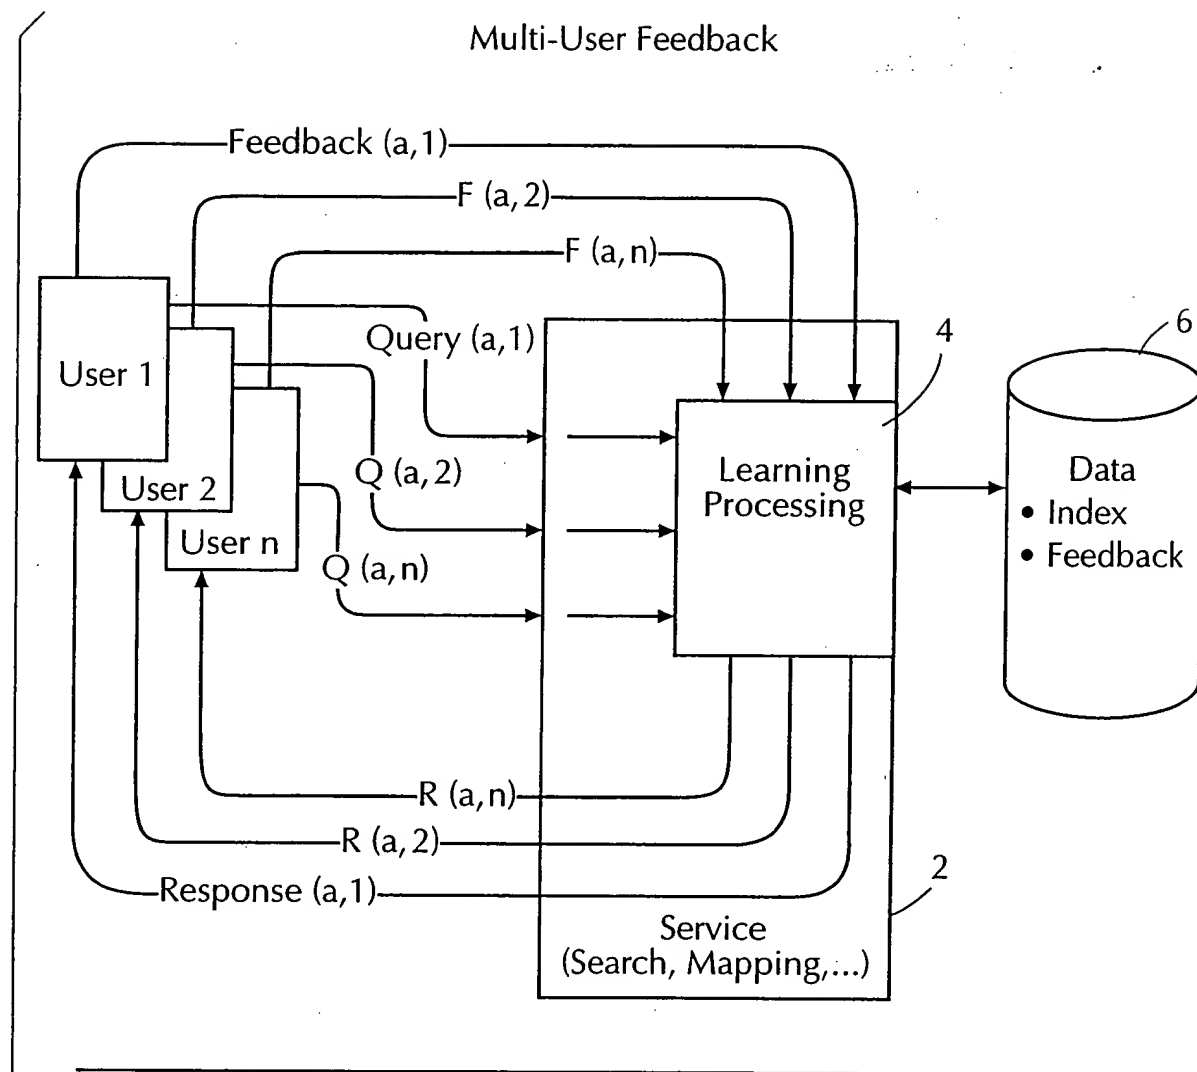 Multi-User Feedback
Feedback (a,1)
F (a, 2)
F (a, n)
Query (a,1)
4
6
User 1
Q (a, 2)
User 2
Learning
Processing
Data
• Index
• Feedback
User n
Q (a, n)
R (a, n)
R (a, 2)
Response (a,1)
2
Service
(Search, Mapping,...)